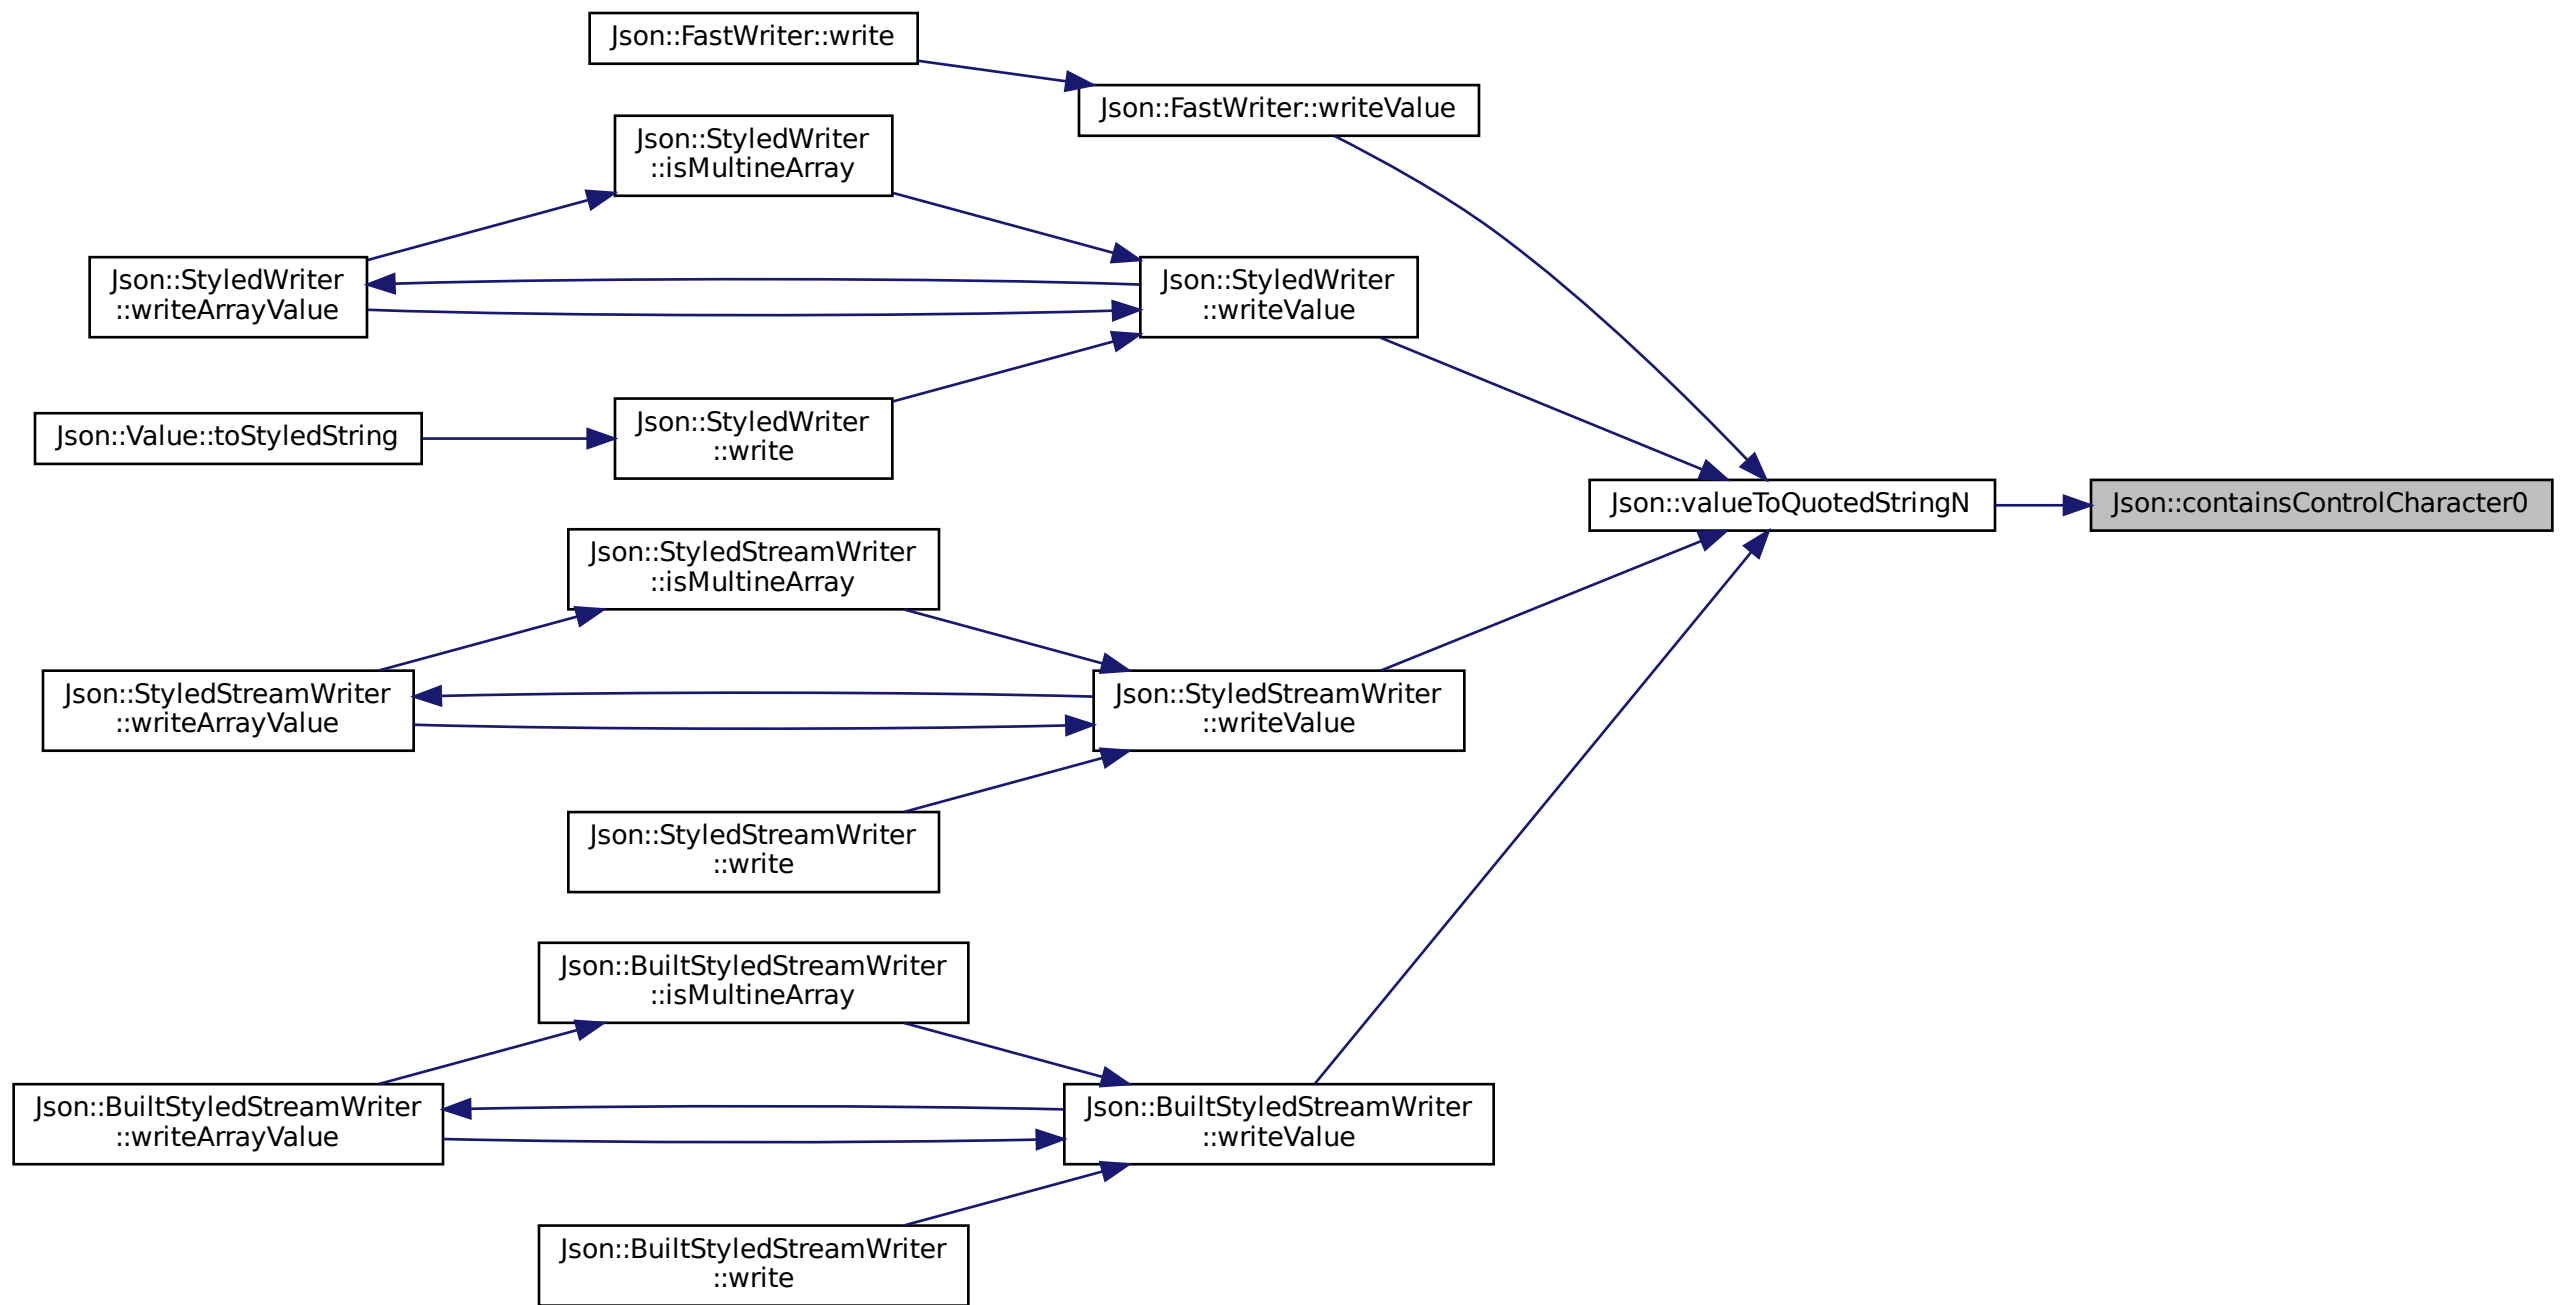 Json::FastWriter::write
Json::FastWriter::writeValue
Json::StyledWriter
::isMultineArray
Json::StyledWriter
::writeArrayValue
Json::StyledWriter
::writeValue
Json::Value::toStyledString
Json::StyledWriter
::write
Json::valueToQuotedStringN
Json::containsControlCharacter0
Json::StyledStreamWriter
::isMultineArray
Json::StyledStreamWriter
::writeArrayValue
Json::StyledStreamWriter
::writeValue
Json::StyledStreamWriter
::write
Json::BuiltStyledStreamWriter
::isMultineArray
Json::BuiltStyledStreamWriter
::writeArrayValue
Json::BuiltStyledStreamWriter
::writeValue
Json::BuiltStyledStreamWriter
::write